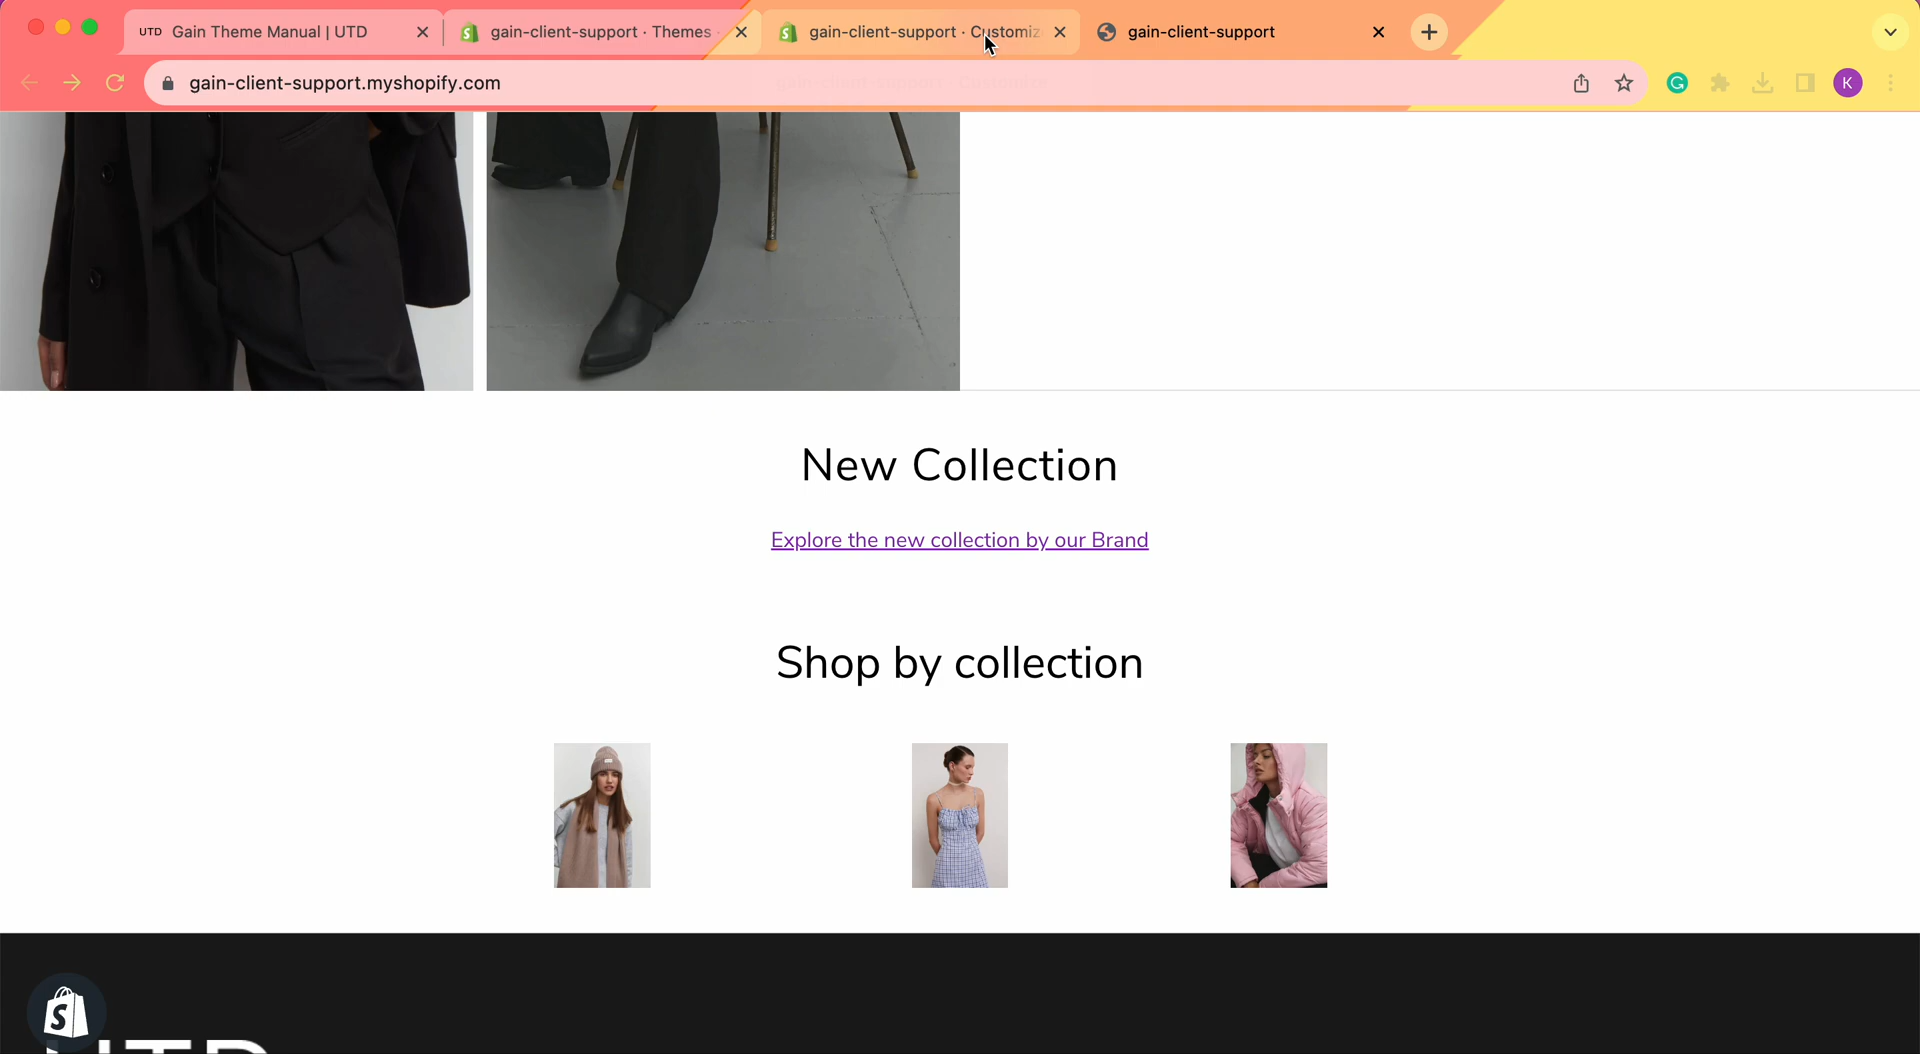 UTD Gain Theme Manual | UTD
gain-client-support · Themes ·
gain-client-support · Customiz
gain-client-support
gain-client-support.myshopify.com
G
K
New Collection
Explore the new collection by our Brand
Shop by collection
S
UTD